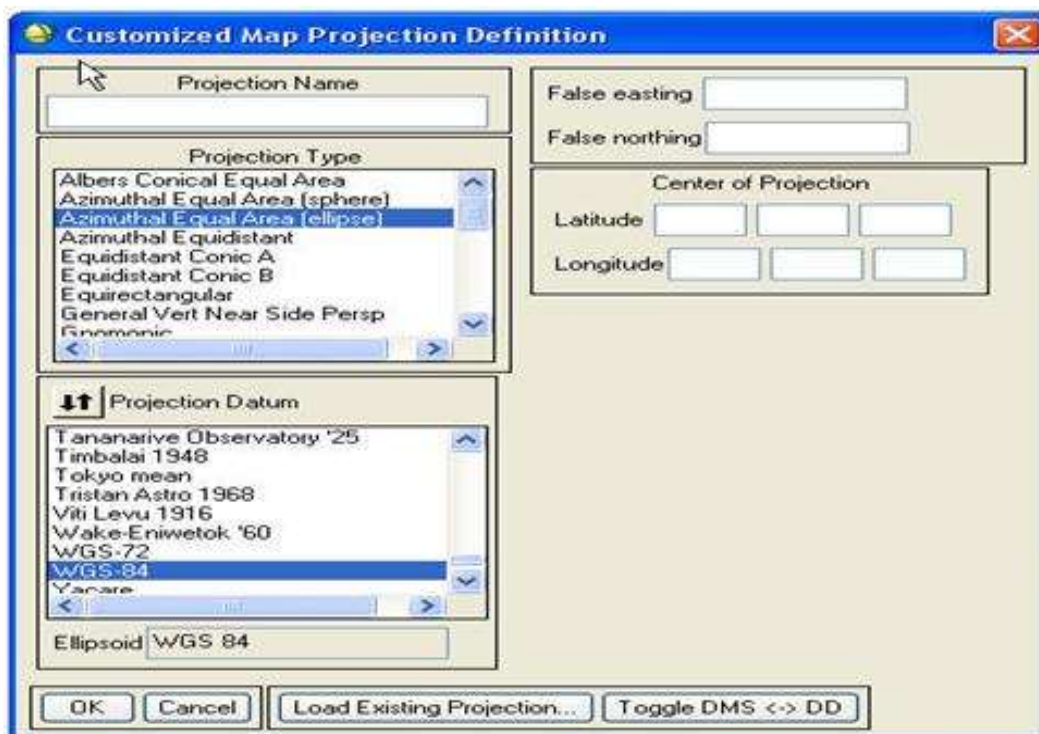 Customized Map Projection Definition
Projection Name
Projection Type
Albers Conical Equal Area
Azimuthal Equal Area (sphere)
Azimuthal Equal Area (ellipse)
Azimuthal Equidistant
Equidistant Conic A
Equidistant Conic B
Equirectangular
General Vert Near Side Persp
Gnomonic
Projection Datum
Tananarive Observatory '25
Timbalai 1948
Tokyo mean
Tristan Astro 1968
Viti Levu 1916
Wake-Eniwetok '60
WGS-72
WGS-84
Yacare
Ellipsoid WGS 84
False easting
False northing
Center of Projection
Latitude
Longitude
OK Cancel Load Existing Projection... Toggle DMS <-> DD